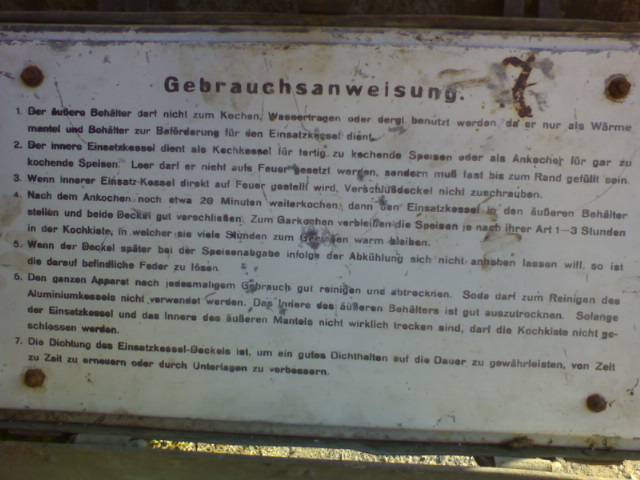 Gebrauchsanweisung.
1. Der äußere Behälter darf nicht zum Kochen, Wassertragen oder dergl. benutzt werden, da er nur als Wärme
mantel und Behälter zur Beförderung für den Einsatzkessel dient.
2. Der innere Einsatzkessel dient als Kochkessel für fertig zu kochende Speisen oder als Ankocher für gar zu
kochende Speisen. Leer darf er nicht aufs Feuer gesetzt werden, sondern muß fast bis zum Rand gefüllt sein.
3. Wenn innerer Einsatz-Kessel direkt auf Feuer gestellt wird, Verschlußdeckel nicht zuschrauben.
4. Nach dem Ankochen noch etwa 20 Minuten weiterkochen, dann den Einsatzkessel in den äußeren Behälter
stellen und beide Deckel gut verschließen. Zum Garkochen verbleiben die Speisen je nach ihrer Art 1–3 Stunden
in der Kochkiste, in welcher sie viele Stunden zum warm bleiben.
5. Wenn der Deckel später bei der Speisenabgabe infolge der Abkühlung sich nicht anheben lassen will, so ist
die darauf befindliche Feder zu lösen.
6. Den ganzen Apparat nach jedesmaligem Gebrauch gut reinigen und abtrocknen. Soda darf zum Reinigen des
Aluminiumkessels nicht verwendet werden. Das Innere des äußeren Behälters ist gut auszutrocknen. Solange
der Einsatzkessel und das Innere des äußeren Mantels nicht wirklich trocken sind, darf die Kochkiste nicht ge-
schlossen werden.
7. Die Dichtung des Einsatzkessel-Deckels ist, um ein gutes Dichthalten auf die Dauer zu gewährleisten, von Zeit
zu Zeit zu erneuern oder durch Unterlagen zu verbessern.